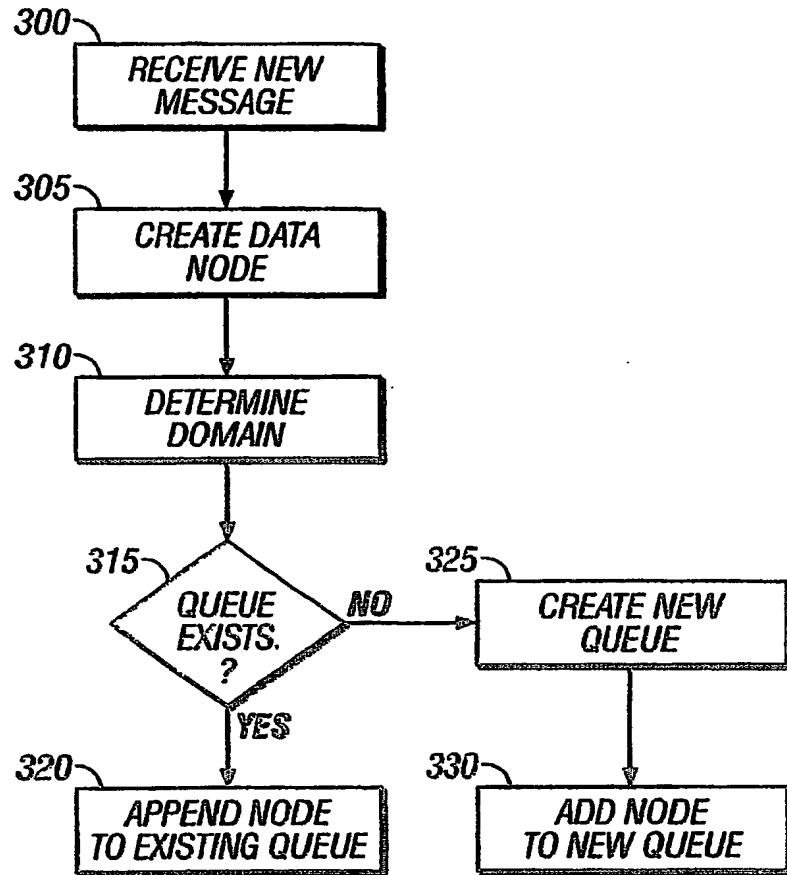 300
RECEIVE NEW
MESSAGE
305
CREATE DATA
NODE
310
DETERMINE
DOMAIN
315
QUEUE
EXISTS.
?
NO
YES
325
CREATE NEW
QUEUE
320
APPEND NODE
TO EXISTING QUEUE
330
ADD NODE
TO NEW QUEUE